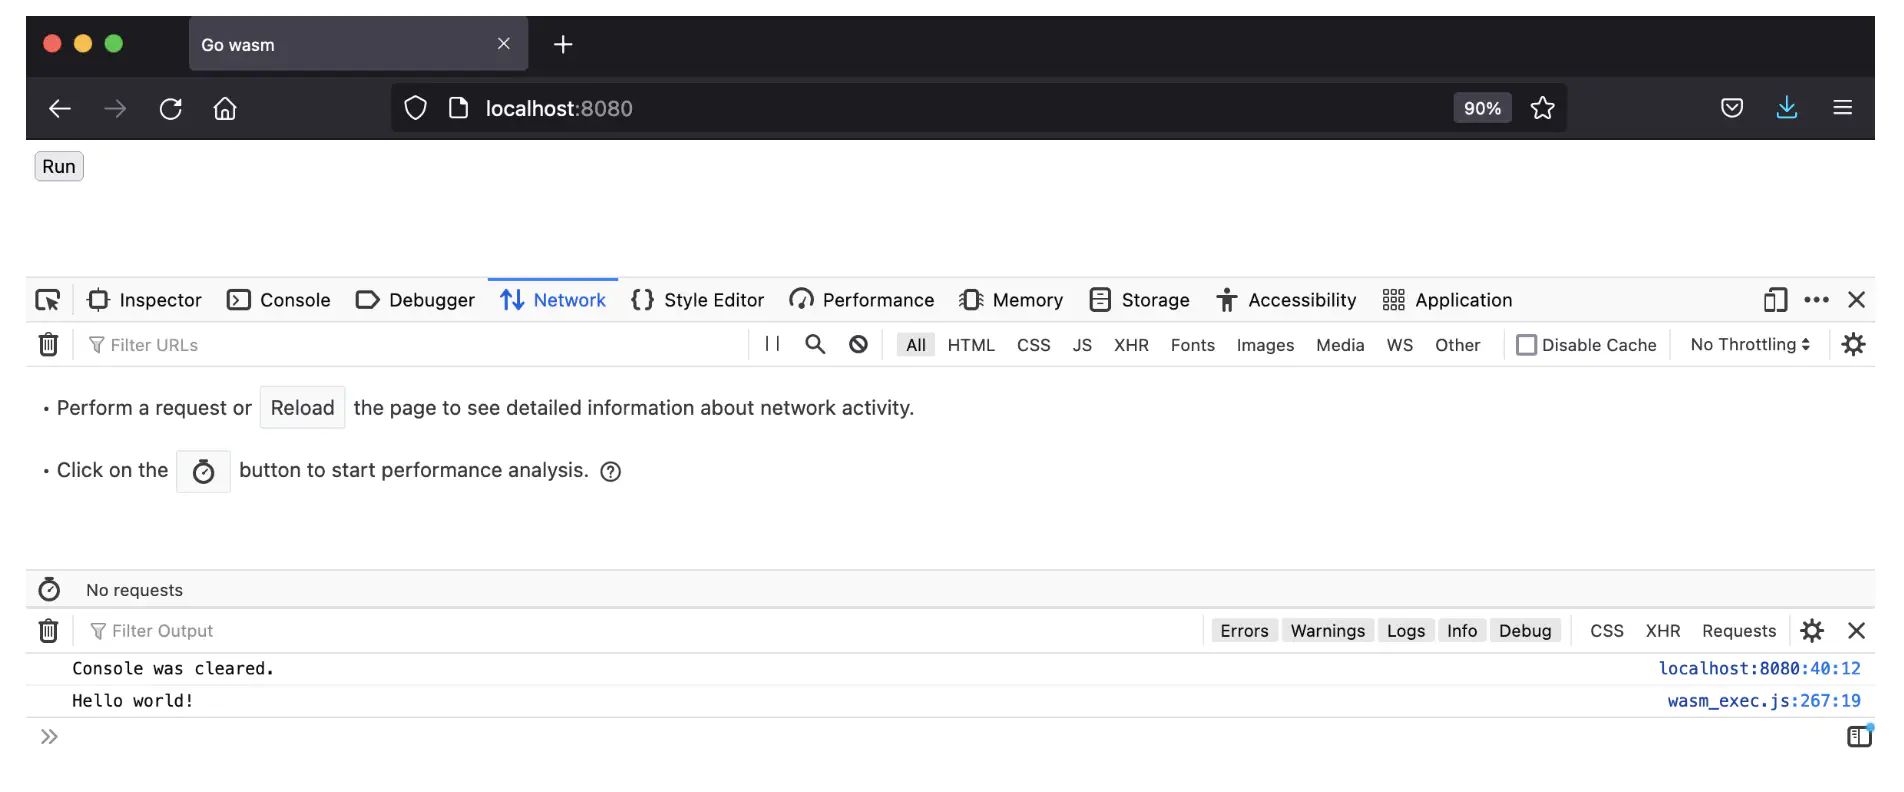 Go wasm
localhost:8080 90%
Run
Inspector Console Debugger Network Style Editor Performance Memory Storage Accessibility Application
Filter URLs All HTML CSS JS XHR Fonts Images Media WS Other Disable Cache No Throttling
• Perform a request or Reload the page to see detailed information about network activity.
• Click on the button to start performance analysis.
No requests
Filter Output Errors Warnings Logs Info Debug CSS XHR Requests
Console was cleared. localhost:8080:40:12
Hello world! wasm_exec.js:267:19